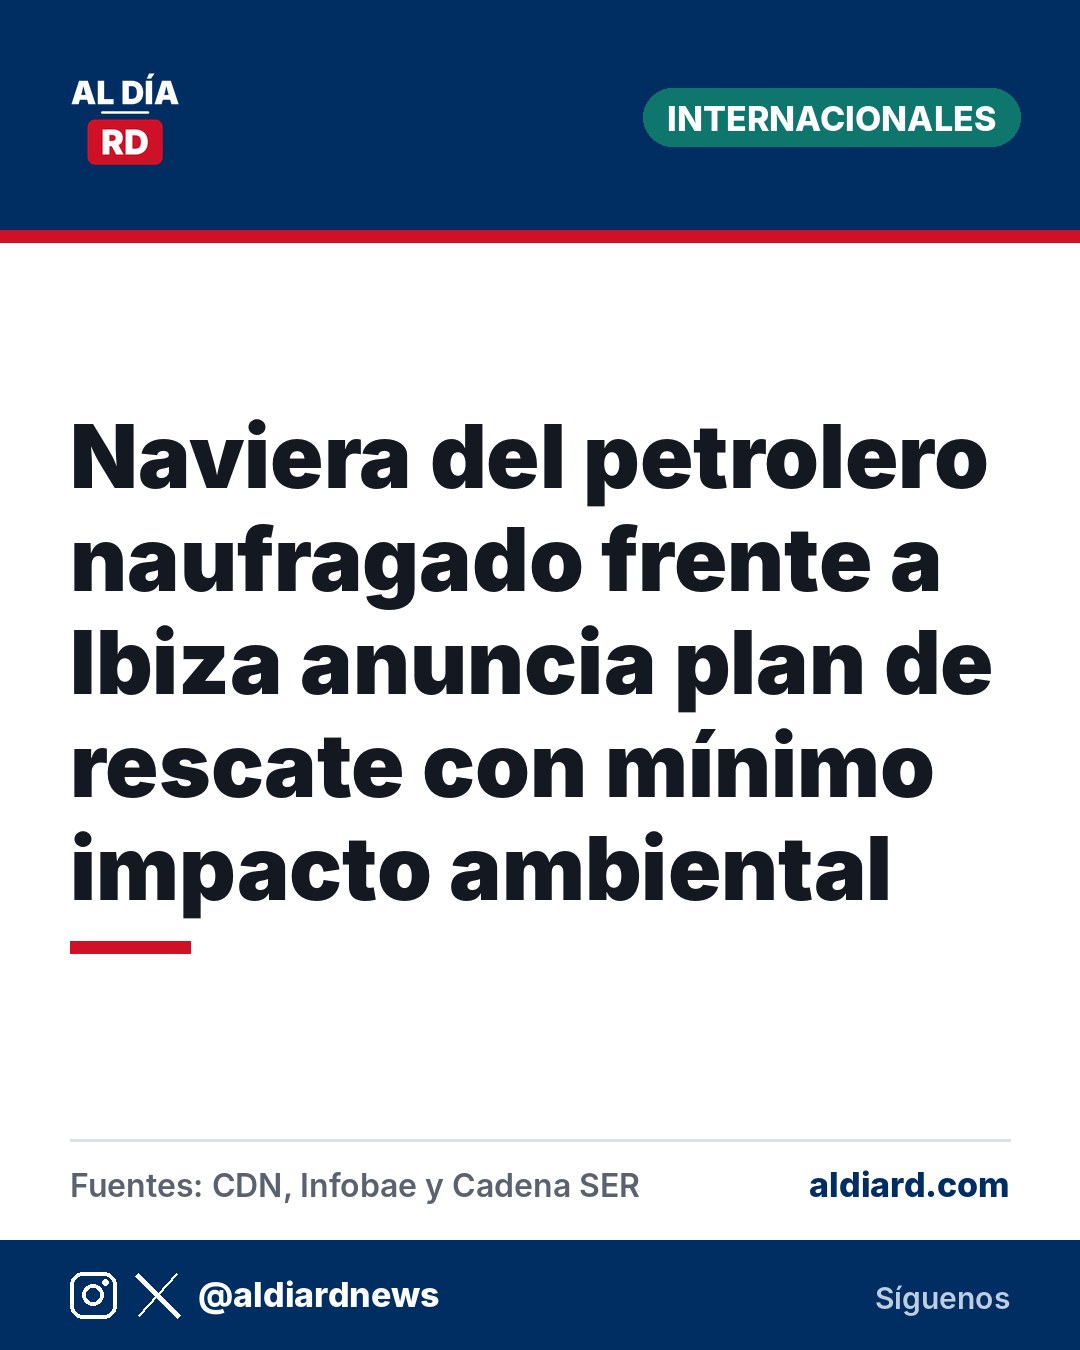 AL DÍA
RD
INTERNACIONALES
Naviera del petrolero
naufragado frente a
Ibiza anuncia plan de
rescate con mínimo
impacto ambiental
Fuentes: CDN, Infobae y Cadena SER
aldiard.com
@aldiardnews
Síguenos